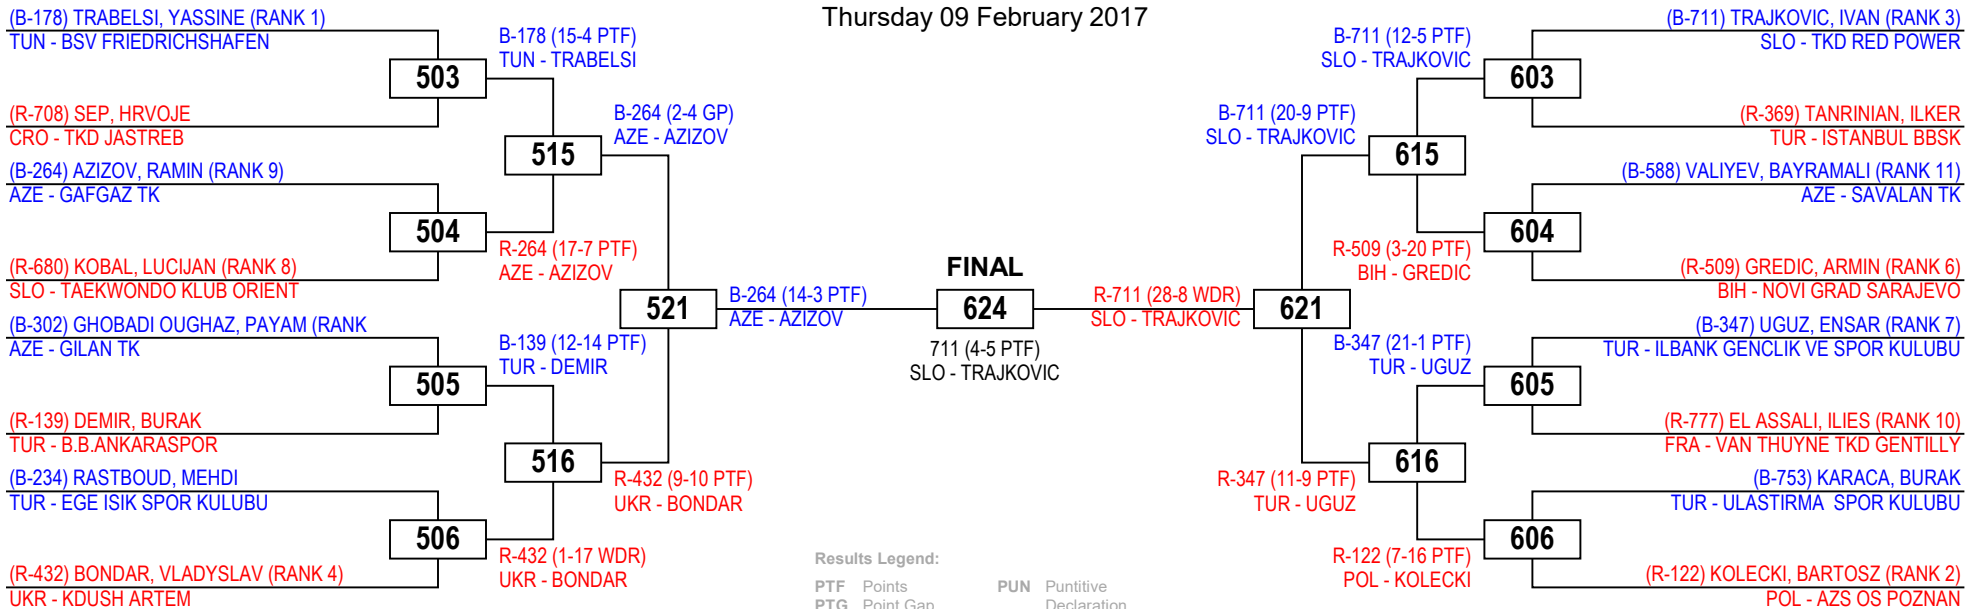 Thursday 09 February 2017
(B-178) TRABELSI, YASSINE (RANK 1)
TUN - BSV FRIEDRICHSHAFEN
503
(R-708) SEP, HRVOJE
CRO - TKD JASTREB
(B-264) AZIZOV, RAMIN (RANK 9)
AZE - GAFGAZ TK
504
(R-680) KOBAL, LUCIJAN (RANK 8)
SLO - TAEKWONDO KLUB ORIENT
(B-302) GHOBADI OUGHAZ, PAYAM (RANK
AZE - GILAN TK
505
(R-139) DEMIR, BURAK
TUR - B.B.ANKARASPOR
(B-234) RASTBOUD, MEHDI
TUR - EGE ISIK SPOR KULUBU
506
(R-432) BONDAR, VLADYSLAV (RANK 4)
UKR - KDUSH ARTEM
B-178 (15-4 PTF)
TUN - TRABELSI
515
R-264 (17-7 PTF)
AZE - AZIZOV
B-139 (12-14 PTF)
TUR - DEMIR
516
R-432 (1-17 WDR)
UKR - BONDAR
B-264 (2-4 GP)
AZE - AZIZOV
521
R-432 (9-10 PTF)
UKR - BONDAR
B-264 (14-3 PTF)
AZE - AZIZOV
FINAL
624
711 (4-5 PTF)
SLO - TRAJKOVIC
R-711 (28-8 WDR)
SLO - TRAJKOVIC
B-711 (20-9 PTF)
SLO - TRAJKOVIC
621
R-347 (11-9 PTF)
TUR - UGUZ
B-711 (12-5 PTF)
SLO - TRAJKOVIC
615
R-509 (3-20 PTF)
BIH - GREDIC
B-347 (21-1 PTF)
TUR - UGUZ
616
R-122 (7-16 PTF)
POL - KOLECKI
(B-711) TRAJKOVIC, IVAN (RANK 3)
SLO - TKD RED POWER
603
(R-369) TANRINIAN, ILKER
TUR - ISTANBUL BBSK
(B-588) VALIYEV, BAYRAMALI (RANK 11)
AZE - SAVALAN TK
604
(R-509) GREDIC, ARMIN (RANK 6)
BIH - NOVI GRAD SARAJEVO
(B-347) UGUZ, ENSAR (RANK 7)
TUR - ILBANK GENCLIK VE SPOR KULUBU
605
(R-777) EL ASSALI, ILIES (RANK 10)
FRA - VAN THUYNE TKD GENTILLY
(B-753) KARACA, BURAK
TUR - ULASTIRMA  SPOR KULUBU
606
(R-122) KOLECKI, BARTOSZ (RANK 2)
POL - AZS OS POZNAN
Results Legend:
PTF Points PUN Puntitive
PTG Point Gap Declaration